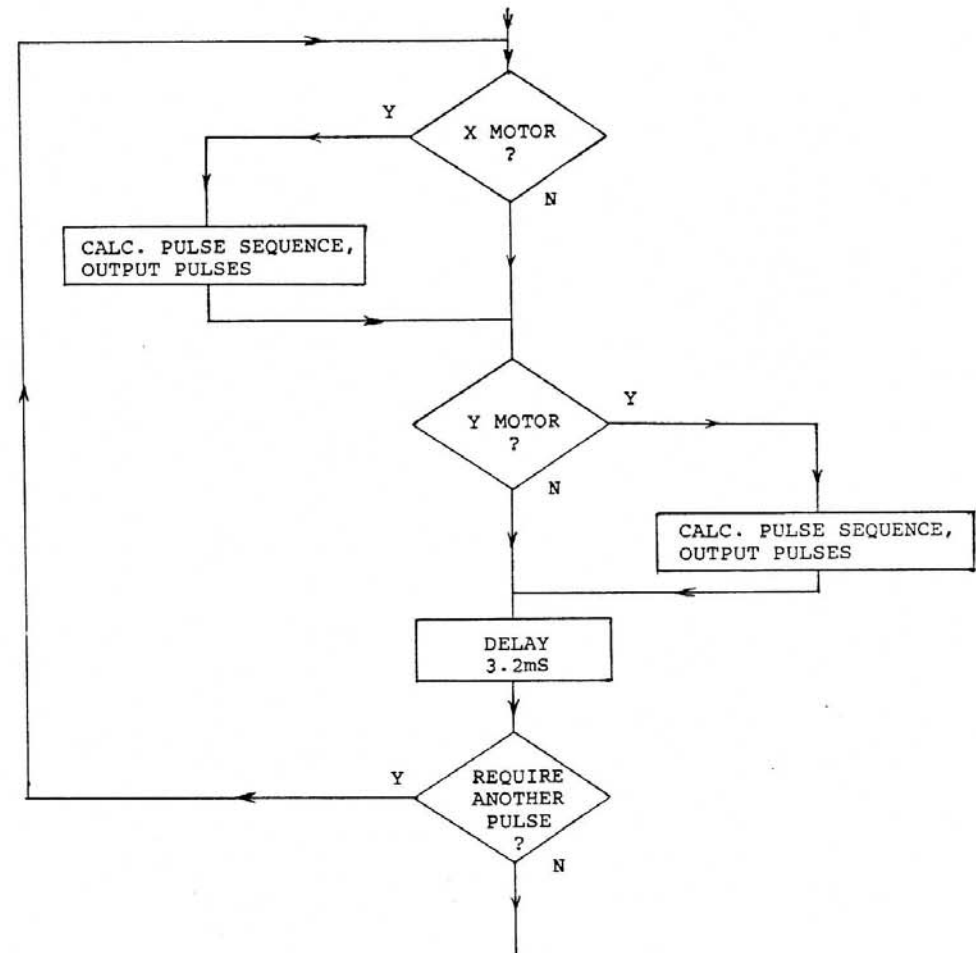 Y
X MOTOR
?
N
CALC. PULSE SEQUENCE,
OUTPUT PULSES
Y MOTOR
?
Y
N
CALC. PULSE SEQUENCE,
OUTPUT PULSES
DELAY
3.2mS
Y
REQUIRE
ANOTHER
PULSE
?
N